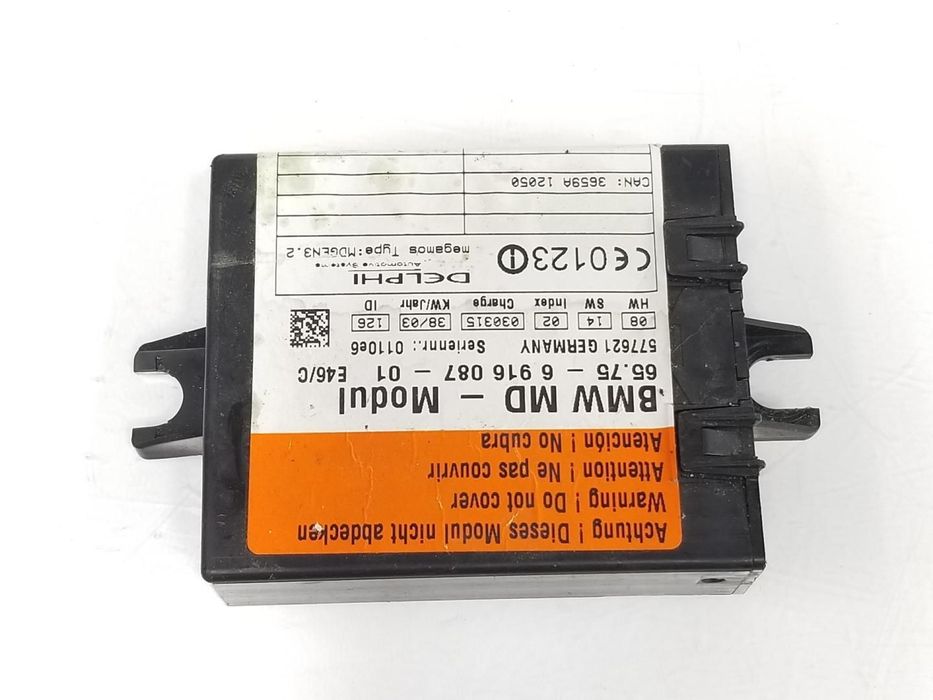 Achtung ! Dieses Modul nicht abdecken
Warning ! Do not cover
Attention ! Ne pas couvrir
Atención ! No cubra
BMW MD - Modul
65.75 - 6 916 087 - 01 E46/C
577621 GERMANY Seriennr.: 0110e6
08 14 02 030315 38/03 126
HW SW Index Charge KW/Jahr ID
CE0123 DELPHI
Automotive Systems
megamos Type:MDGEN3.2
CAN: 3659A 12050